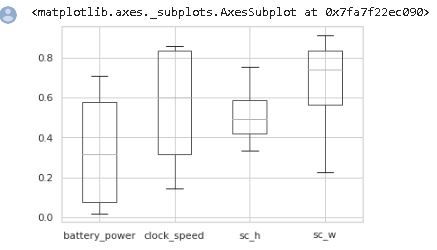 <matplotlib.axes._subplots.AxesSubplot at 0x7fa7f22ec090>
0.8
0.6
0.4
0.2
0.0
battery_power clock_speed sc_h sc_w